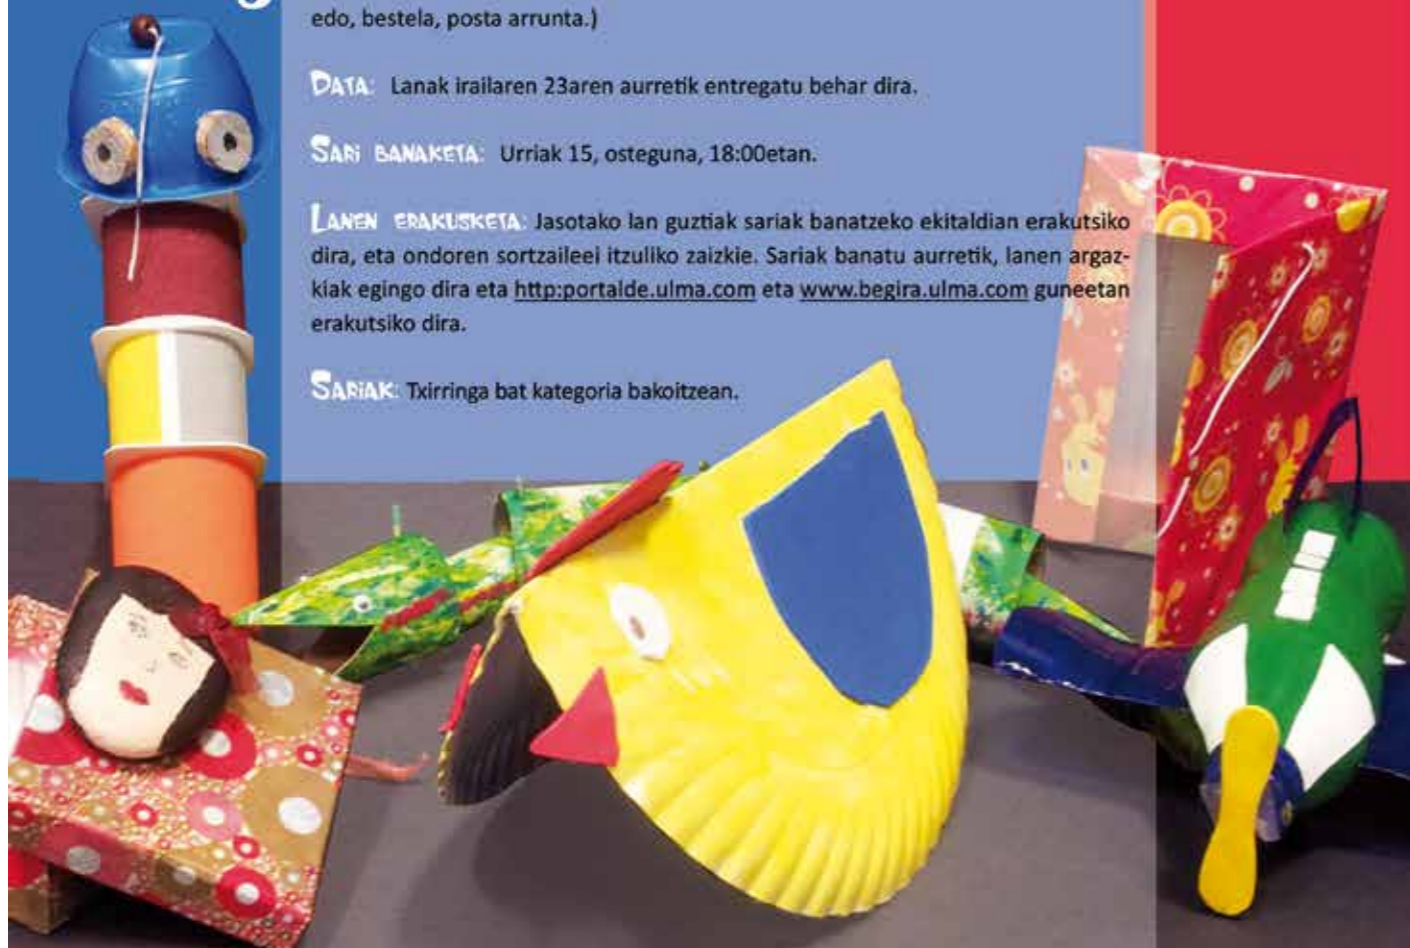 edo, bestela, posta arrunta.)
DATA: Lanak irailaren 23aren aurretik entregatu behar dira.
SARI BANAKETA: Urriak 15, osteguna, 18:00etan.
LANEN ERAKUSKETA: Jasotako lan guztiak sariak banatzeko ekitaldian erakutsiko
dira, eta ondoren sortzaileei itzuliko zaizkie. Sariak banatu aurretik, lanen argaz-
kiak egingo dira eta http:portalde.ulma.com eta www.begira.ulma.com guneetan
erakutsiko dira.
SARIAK: Txirringa bat kategoria bakoitzean.